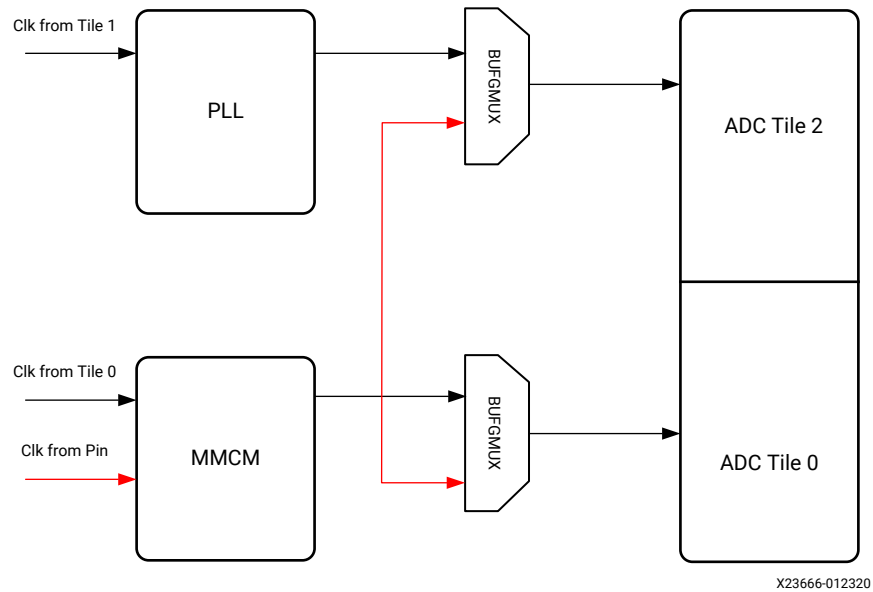 Clk from Tile 1
PLL
BUFGMUX
ADC Tile 2
Clk from Tile 0
Clk from Pin
MMCM
BUFGMUX
ADC Tile 0
X23666-012320